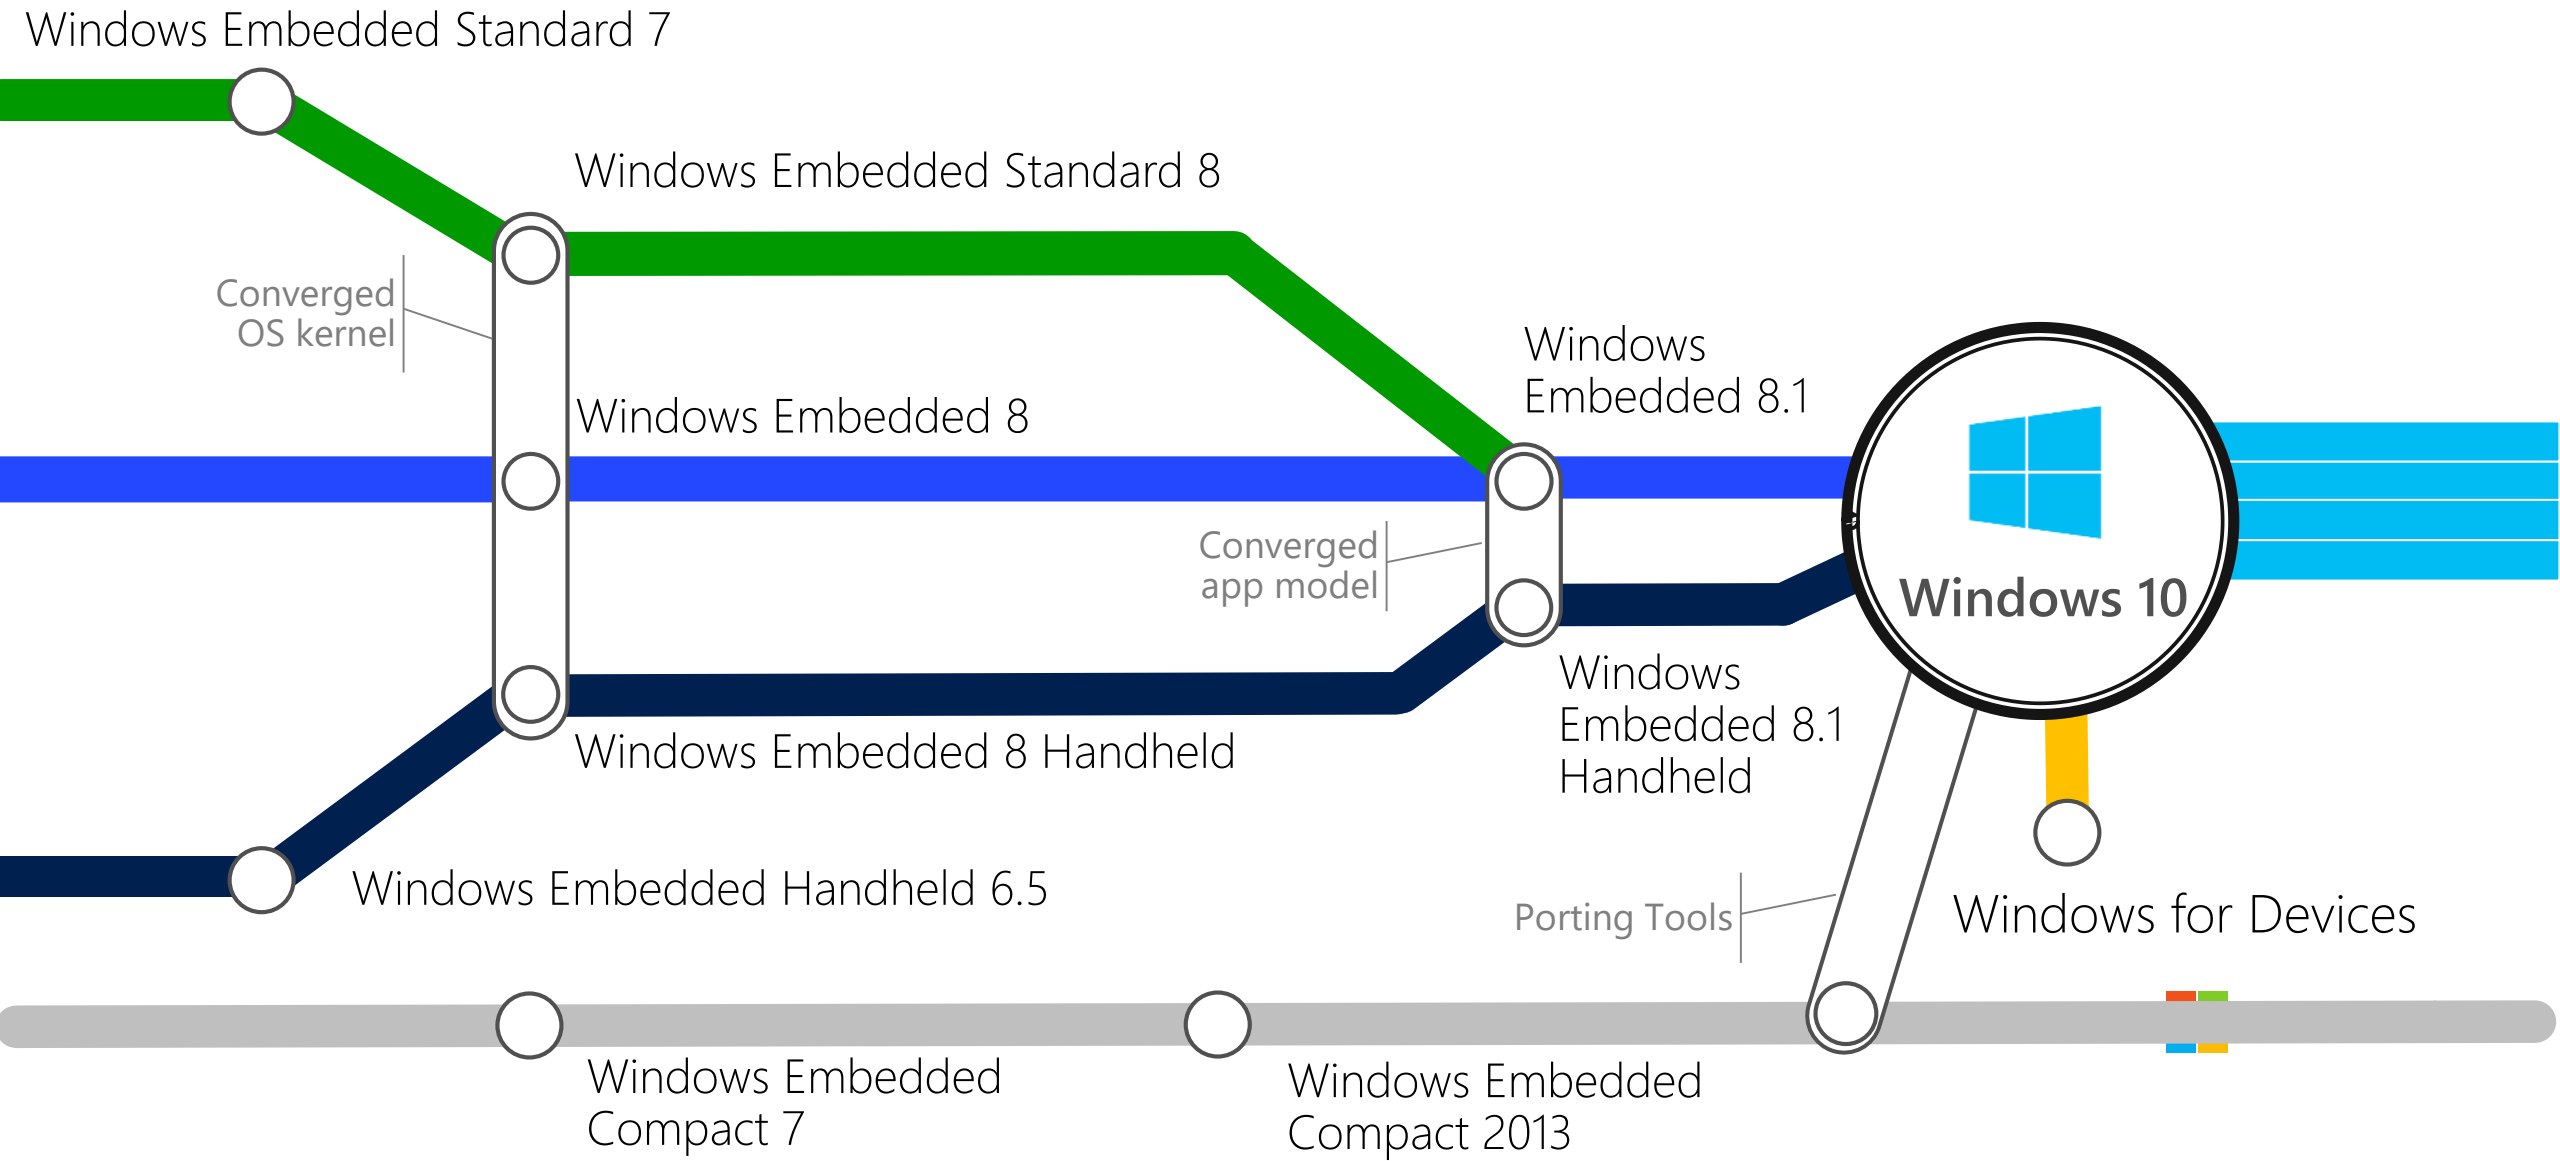 Windows Embedded Standard 7
Windows Embedded Standard 8
Converged
OS kernel
Windows Embedded 8
Windows
Embedded 8.1
Converged
app model
Windows 10
Windows
Embedded 8.1
Handheld
Windows Embedded 8 Handheld
Windows Embedded Handheld 6.5
Porting Tools
Windows for Devices
Windows Embedded
Compact 7
Windows Embedded
Compact 2013